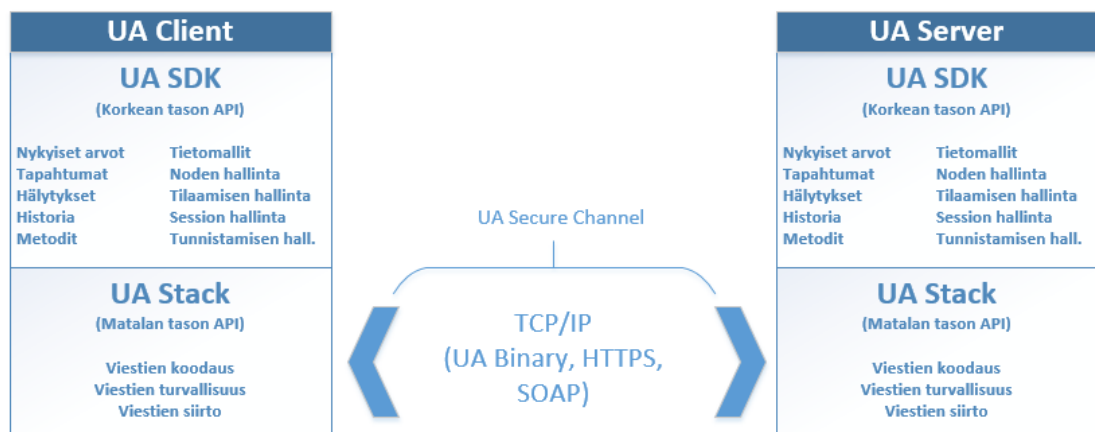 UA Client
UA SDK
(Korkean tason API)
Nykyiset arvot Tietomallit
Tapahtumat Noden hallinta
Hälytykset Tilaamisen hallinta
Historia Session hallinta
Metodit Tunnistamisen hall.
UA Stack
(Matalan tason API)
Viestien koodaus
Viestien turvallisuus
Viestien siirto
UA Secure Channel
TCP/IP
(UA Binary, HTTPS,
SOAP)
UA Server
UA SDK
(Korkean tason API)
Nykyiset arvot Tietomallit
Tapahtumat Noden hallinta
Hälytykset Tilaamisen hallinta
Historia Session hallinta
Metodit Tunnistamisen hall.
UA Stack
(Matalan tason API)
Viestien koodaus
Viestien turvallisuus
Viestien siirto